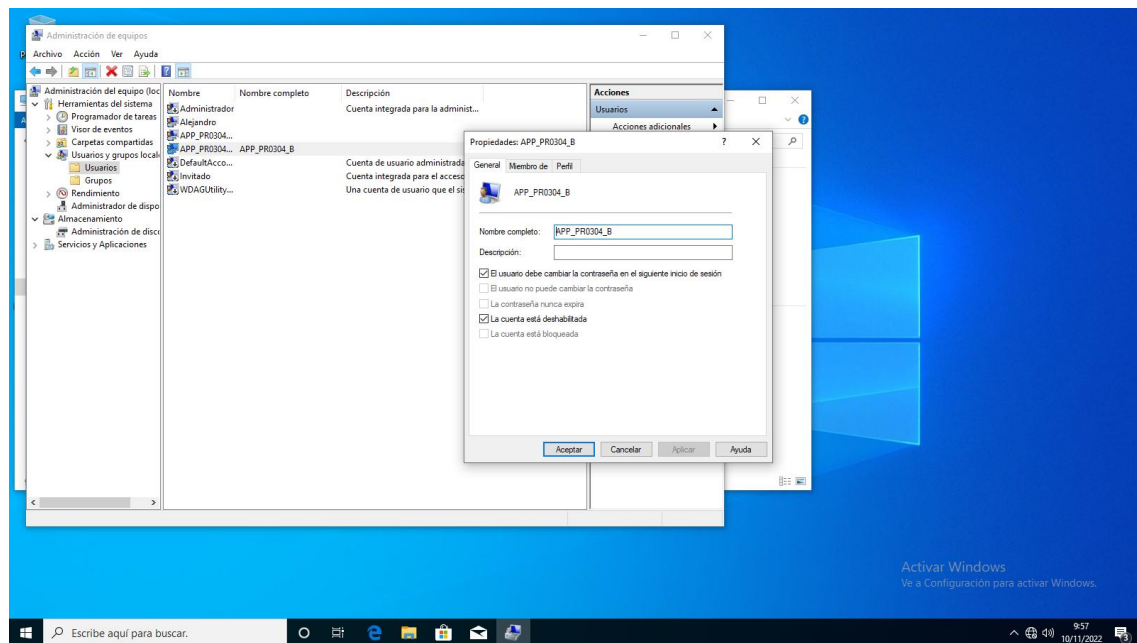 Administración de equipos
Archivo Acción Ver Ayuda
Administración del equipo (loc
Herramientas del sistema
Programador de tareas
Visor de eventos
Carpetas compartidas
Usuarios y grupos local
Usuarios
Grupos
Rendimiento
Administrador de dispo
Almacenamiento
Administración de disco
Servicios y Aplicaciones
Nombre Nombre completo Descripción
Administrador Cuenta integrada para la administ...
Alejandro
APP_PR0304...
APP_PR0304... APP_PR0304_B
DefaultAcco... Cuenta de usuario administrada
Invitado Cuenta integrada para el acceso
WDAGUtility... Una cuenta de usuario que el sis
Acciones
Usuarios
Acciones adicionales
Propiedades: APP_PR0304_B ? X
General Miembro de Perfil
APP_PR0304_B
Nombre completo: APP_PR0304_B
Descripción:
El usuario debe cambiar la contraseña en el siguiente inicio de sesión
El usuario no puede cambiar la contraseña
La contraseña nunca expira
La cuenta está deshabilitada
La cuenta está bloqueada
Aceptar Cancelar Aplicar Ayuda
Activar Windows
Ve a Configuración para activar Windows.
Escribe aquí para buscar.
9:57
10/11/2022